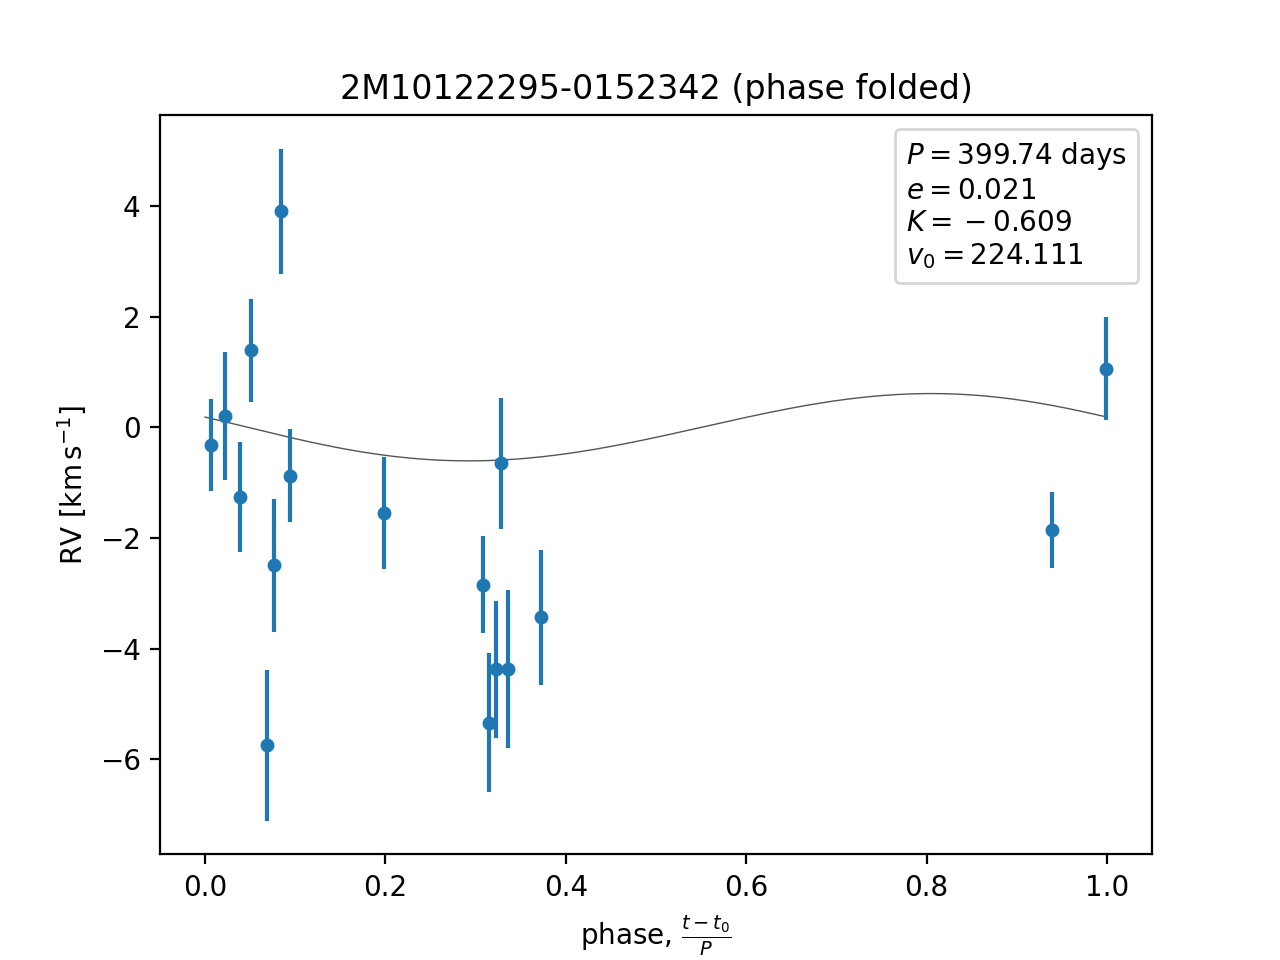 2M10122295-0152342 (phase folded)
P = 399.74 days
e = 0.021
K = −0.609
v₀ = 224.111
4
2
0
−2
−4
−6
RV [km s⁻¹]
0.0 0.2 0.4 0.6 0.8 1.0
phase, (t − t₀)/P